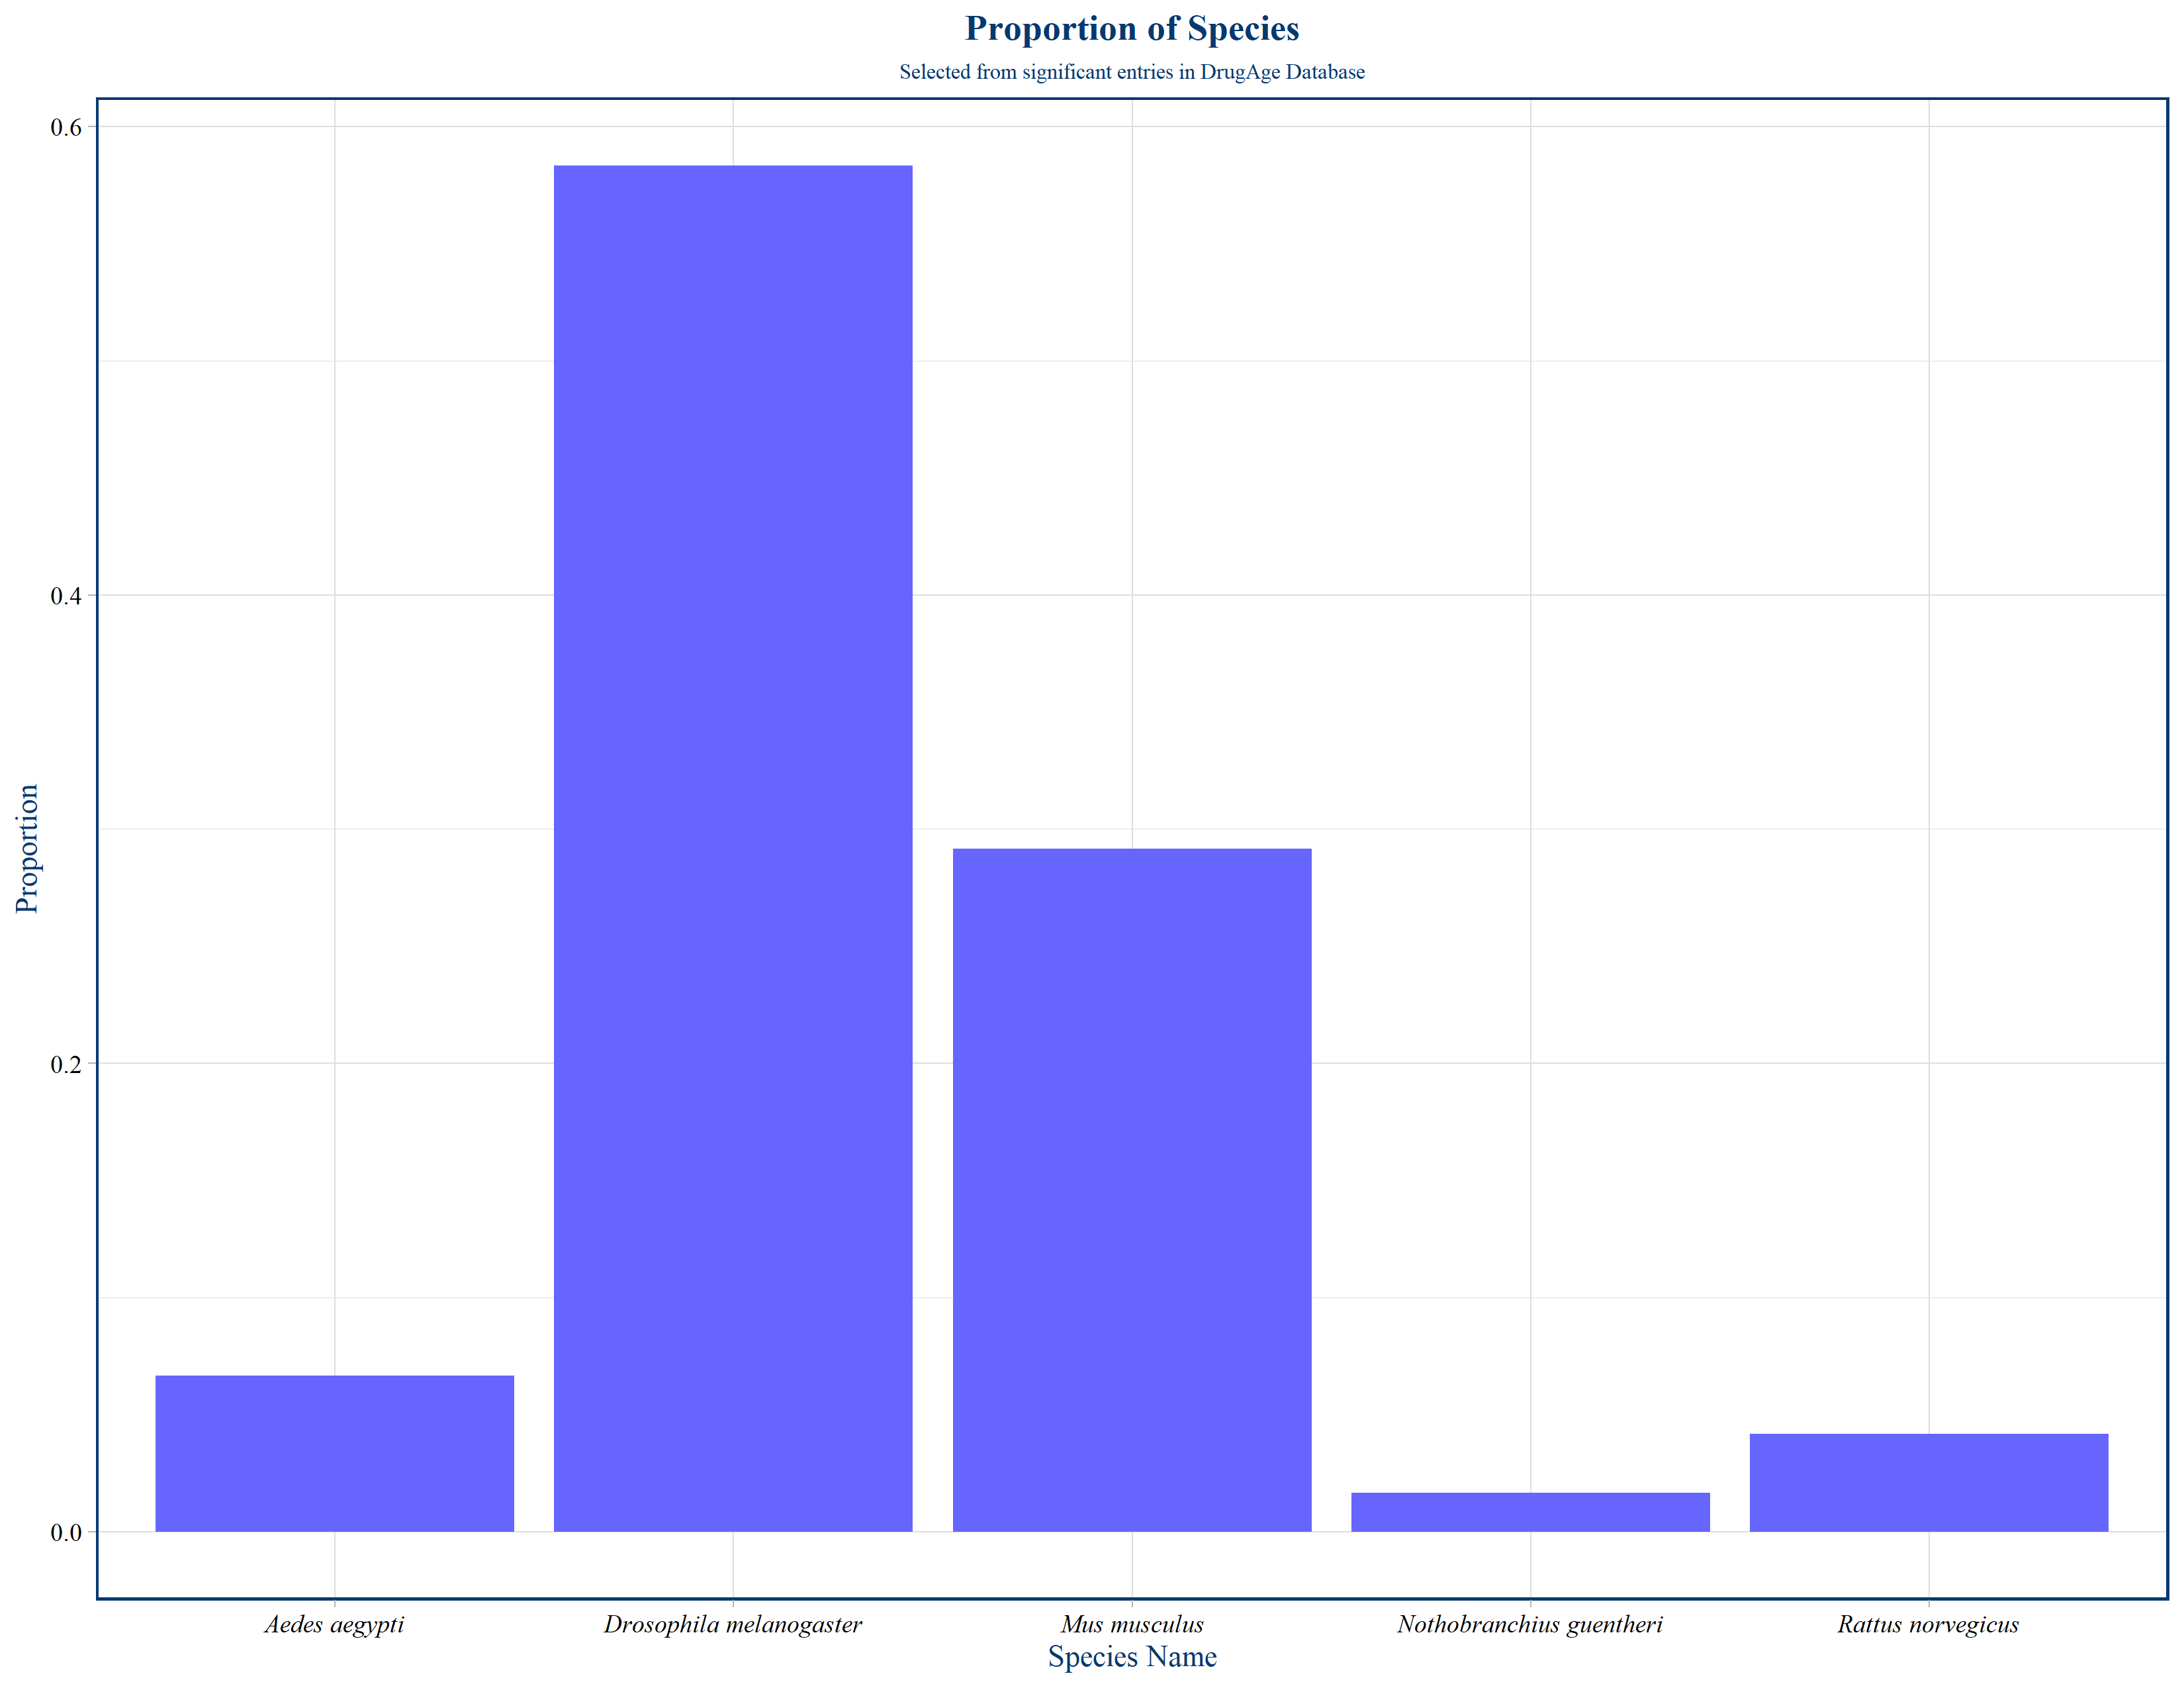 Proportion of Species
Selected from significant entries in DrugAge Database
0.6
0.4
0.2
0.0
Proportion
Aedes aegypti
Drosophila melanogaster
Mus musculus
Nothobranchius guentheri
Rattus norvegicus
Species Name